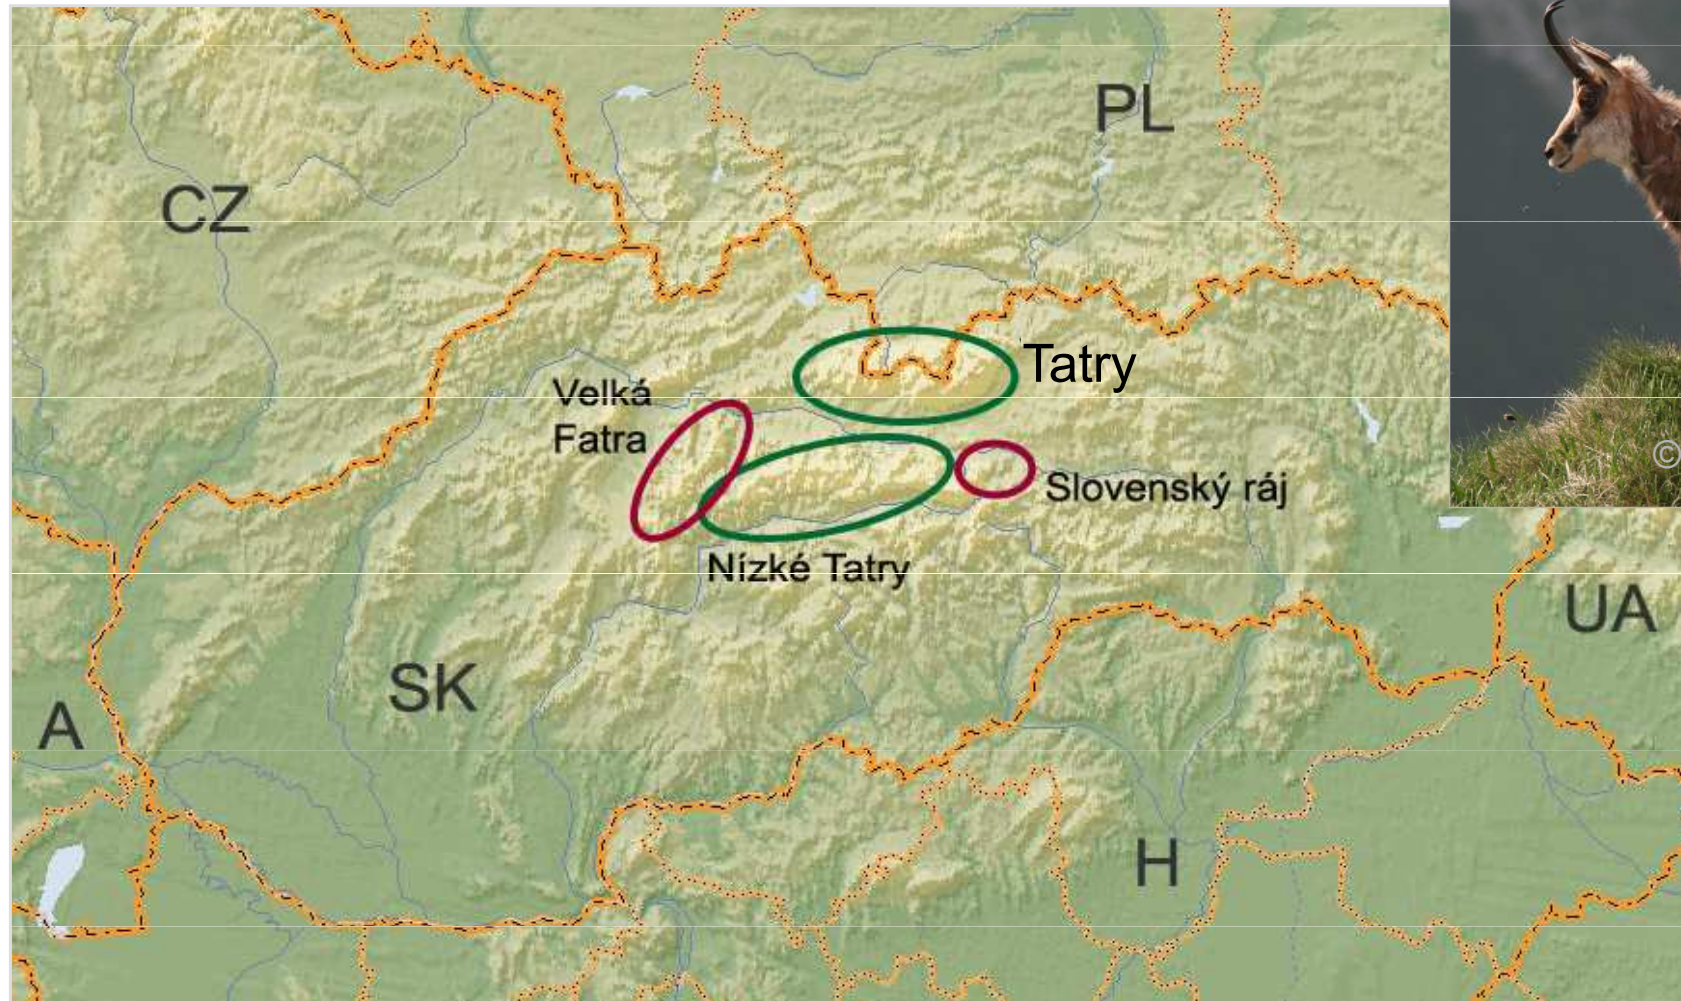 PL
CZ
Tatry
Velká
Fatra
Slovenský ráj
Nízké Tatry
UA
SK
A
H
©